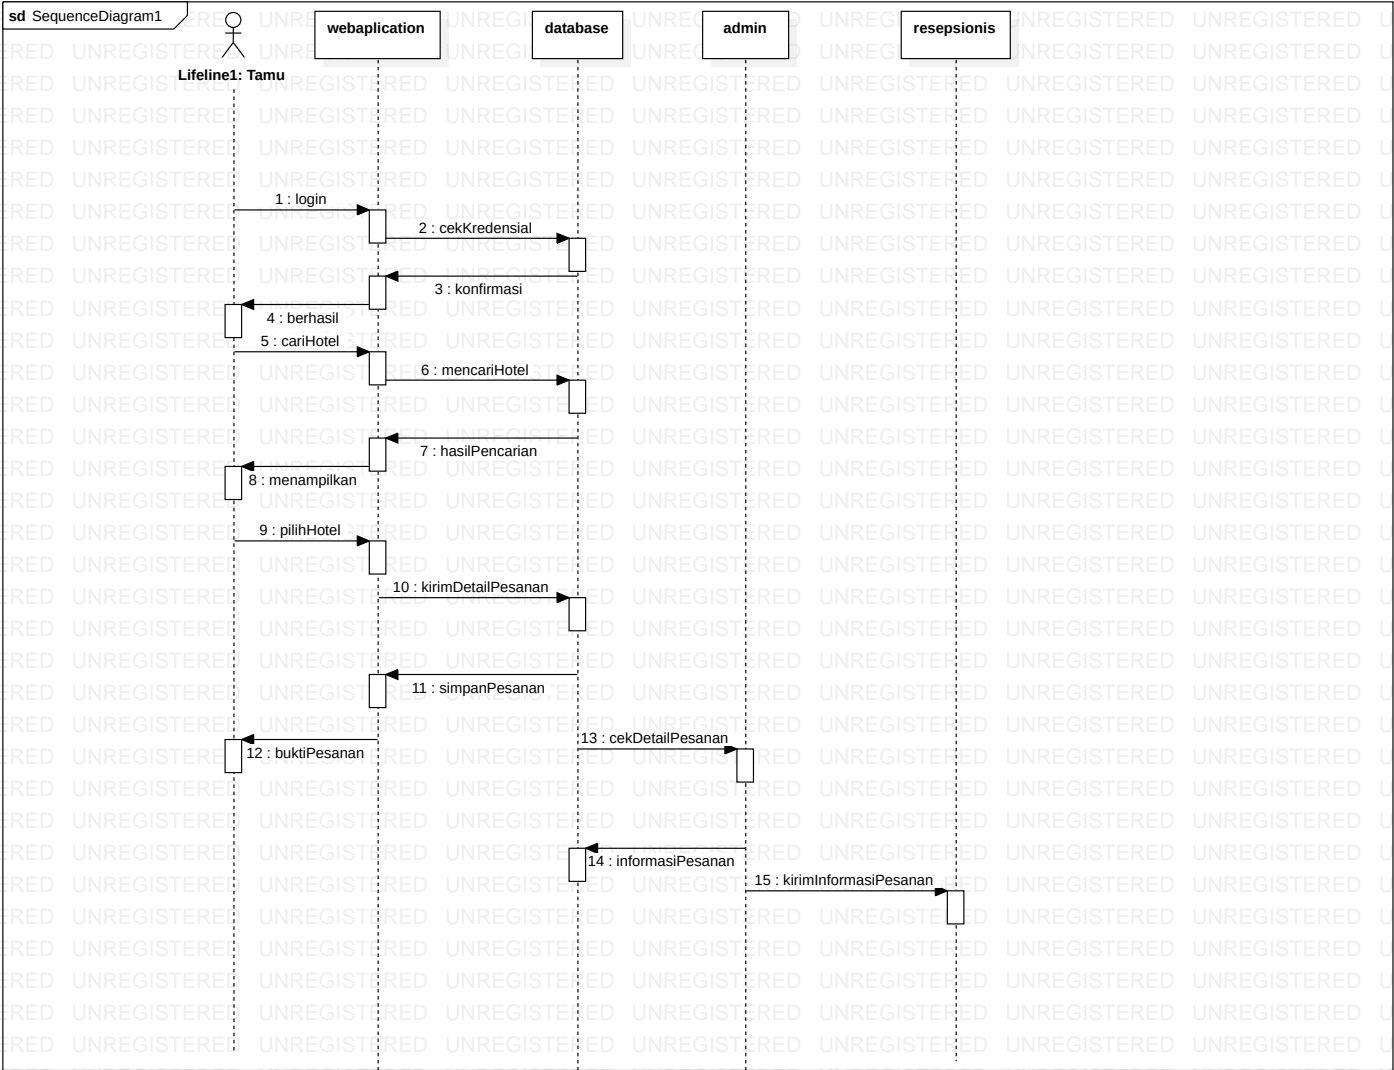 sd SequenceDiagram1
webaplication
database
admin
resepsionis
Lifeline1: Tamu
1 : login
2 : cekKredensial
3 : konfirmasi
4 : berhasil
5 : cariHotel
6 : mencariHotel
7 : hasilPencarian
8 : menampilkan
9 : pilihHotel
10 : kirimDetailPesanan
11 : simpanPesanan
12 : buktiPesanan
13 : cekDetailPesanan
14 : informasiPesanan
15 : kirimInformasiPesanan
UNREGISTERED